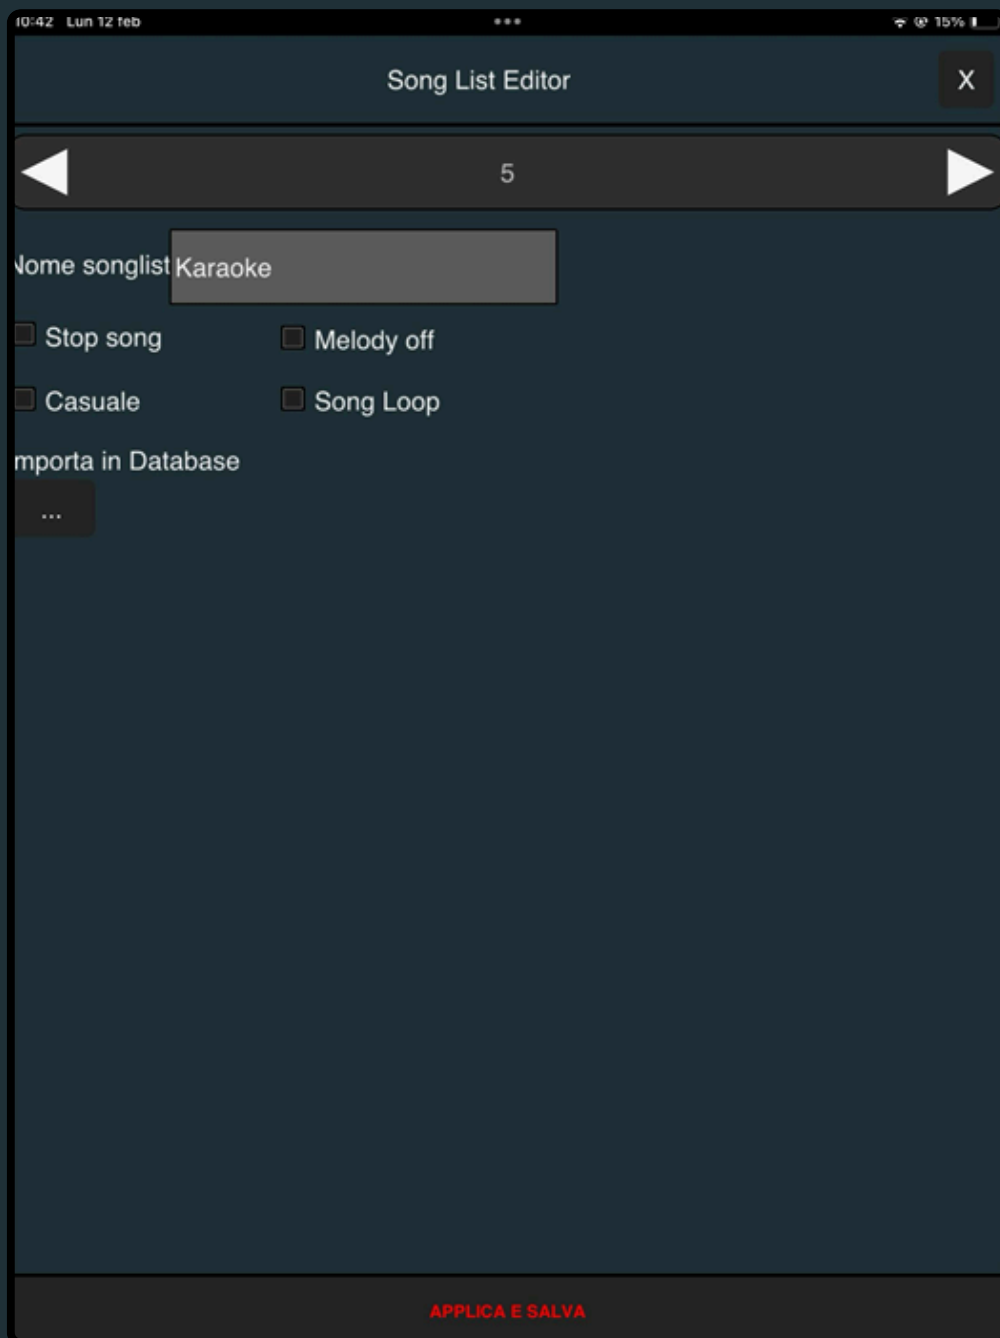 10:42 Lun 12 feb 15%
Song List Editor X
5
Nome songlist Karaoke
Stop song Melody off
Casuale Song Loop
mporta in Database
...
APPLICA E SALVA